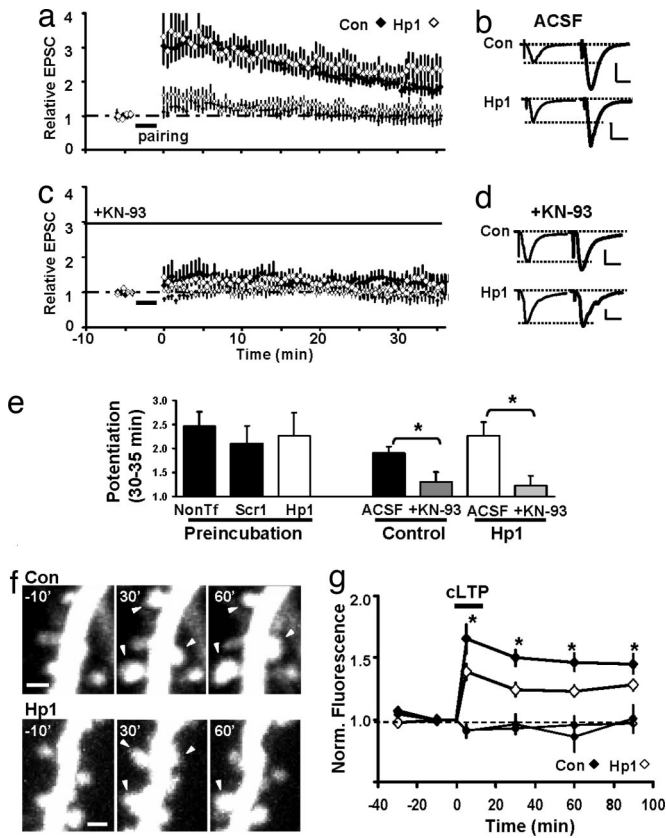 a
Relative EPSC
4
3
2
1
0
Con ◆ Hp1 ◇
pairing
0
10
20
30
b
ACSF
Con
Hp1
c
Relative EPSC
4
3
2
1
0
+KN-93
-10
0
10
20
30
Time (min)
d
+KN-93
Con
Hp1
e
Potentiation
(30-35 min)
2.5
2.0
1.5
1.0
* *
NonTf Scr1 Hp1 ACSF +KN-93 ACSF +KN-93
Preincubation Control Hp1
f
Con
-10' 30' 60'
Hp1
-10' 30' 60'
g
cLTP
Norm. Fluorescence
2.0
1.5
1.0
* * * *
Con ◆ Hp1 ◇
-40 -20 0 20 40 60 80 100
Time (min)